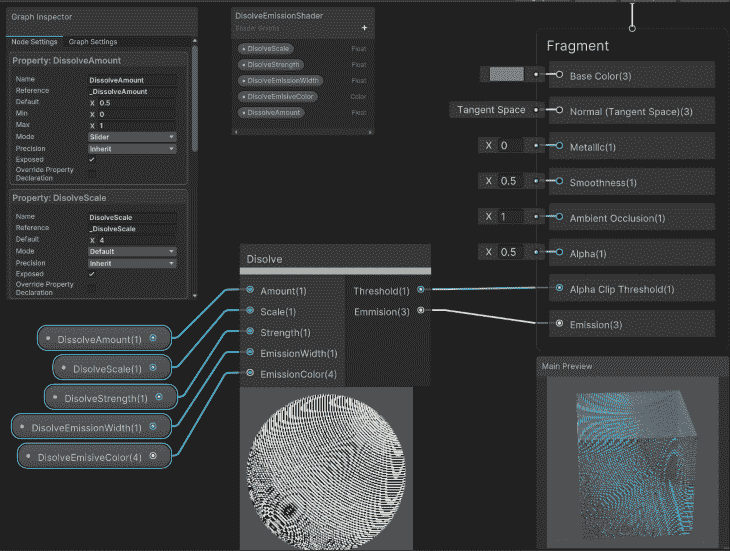 Graph Inspector
Node Settings Graph Settings
Property: DissolveAmount
Name DissolveAmount
Reference _DissolveAmount
Default X 0.5
Min X 0
Max X 1
Mode Slider
Precision Inherit
Exposed
Override Property
Declaration
Property: DisolveScale
Name DisolveScale
Reference _DisolveScale
Default X 4
Mode Default
Precision Inherit
Exposed
Override Property
Declaration
DisolveEmissionShader
Shader Graphs
DisolveScale Float
DisolveStrength Float
DisolveEmissionWidth Float
DisolveEmisiveColor Color
DissolveAmount Float
Fragment
Base Color(3)
Tangent Space Normal (Tangent Space)(3)
X 0 Metallic(1)
X 0.5 Smoothness(1)
X 1 Ambient Occlusion(1)
X 0.5 Alpha(1)
Alpha Clip Threshold(1)
Emission(3)
Disolve
Amount(1) Threshold(1)
Scale(1) Emmision(3)
Strength(1)
EmissionWidth(1)
EmissionColor(4)
DissolveAmount(1)
DisolveScale(1)
DisolveStrength(1)
DisolveEmissionWidth(1)
DisolveEmisiveColor(4)
Main Preview